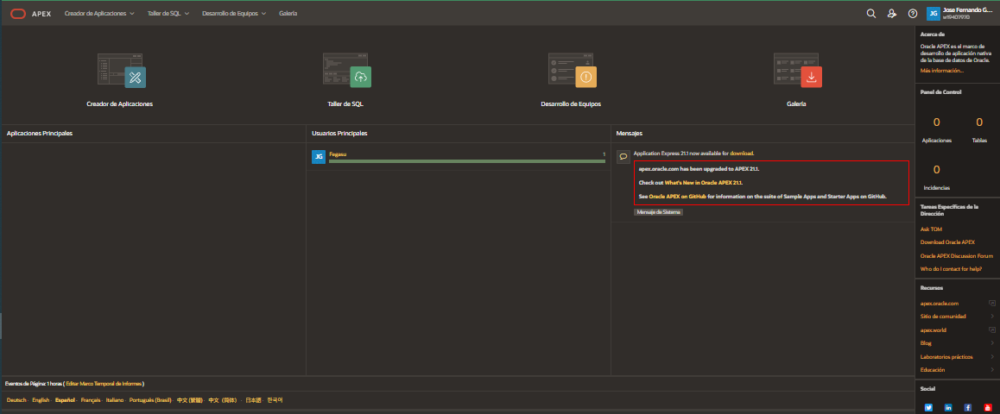 APEX
Creador de Aplicaciones
Taller de SQL
Desarrollo de Equipos
Galería
JG
Jose Fernando G...
w19407970
Creador de Aplicaciones
Taller de SQL
Desarrollo de Equipos
Galería
Aplicaciones Principales
Usuarios Principales
JG
Fegasu
1
Mensajes
Application Express 21.1 now available for download.
apex.oracle.com has been upgraded to APEX 21.1.
Check out What's New in Oracle APEX 21.1.
See Oracle APEX on GitHub for information on the suite of Sample Apps and Starter Apps on GitHub.
Mensaje de Sistema
Acerca de
Oracle APEX es el marco de
desarrollo de aplicación nativa
de la base de datos de Oracle.
Más información...
Panel de Control
0
0
Aplicaciones
Tablas
0
Incidencias
Tareas Específicas de la
Dirección
Ask TOM
Download Oracle APEX
Oracle APEX Discussion Forum
Who do I contact for help?
Recursos
apex.oracle.com
Sitio de comunidad
apex.world
Blog
Laboratorios prácticos
Educación
Social
Eventos de Página: 1 horas ( Editar Marco Temporal de Informes )
Deutsch · English · Español · Français · Italiano · Português (Brasil) · 中文 (繁體) · 中文 (简体) · 日本語 · 한국어